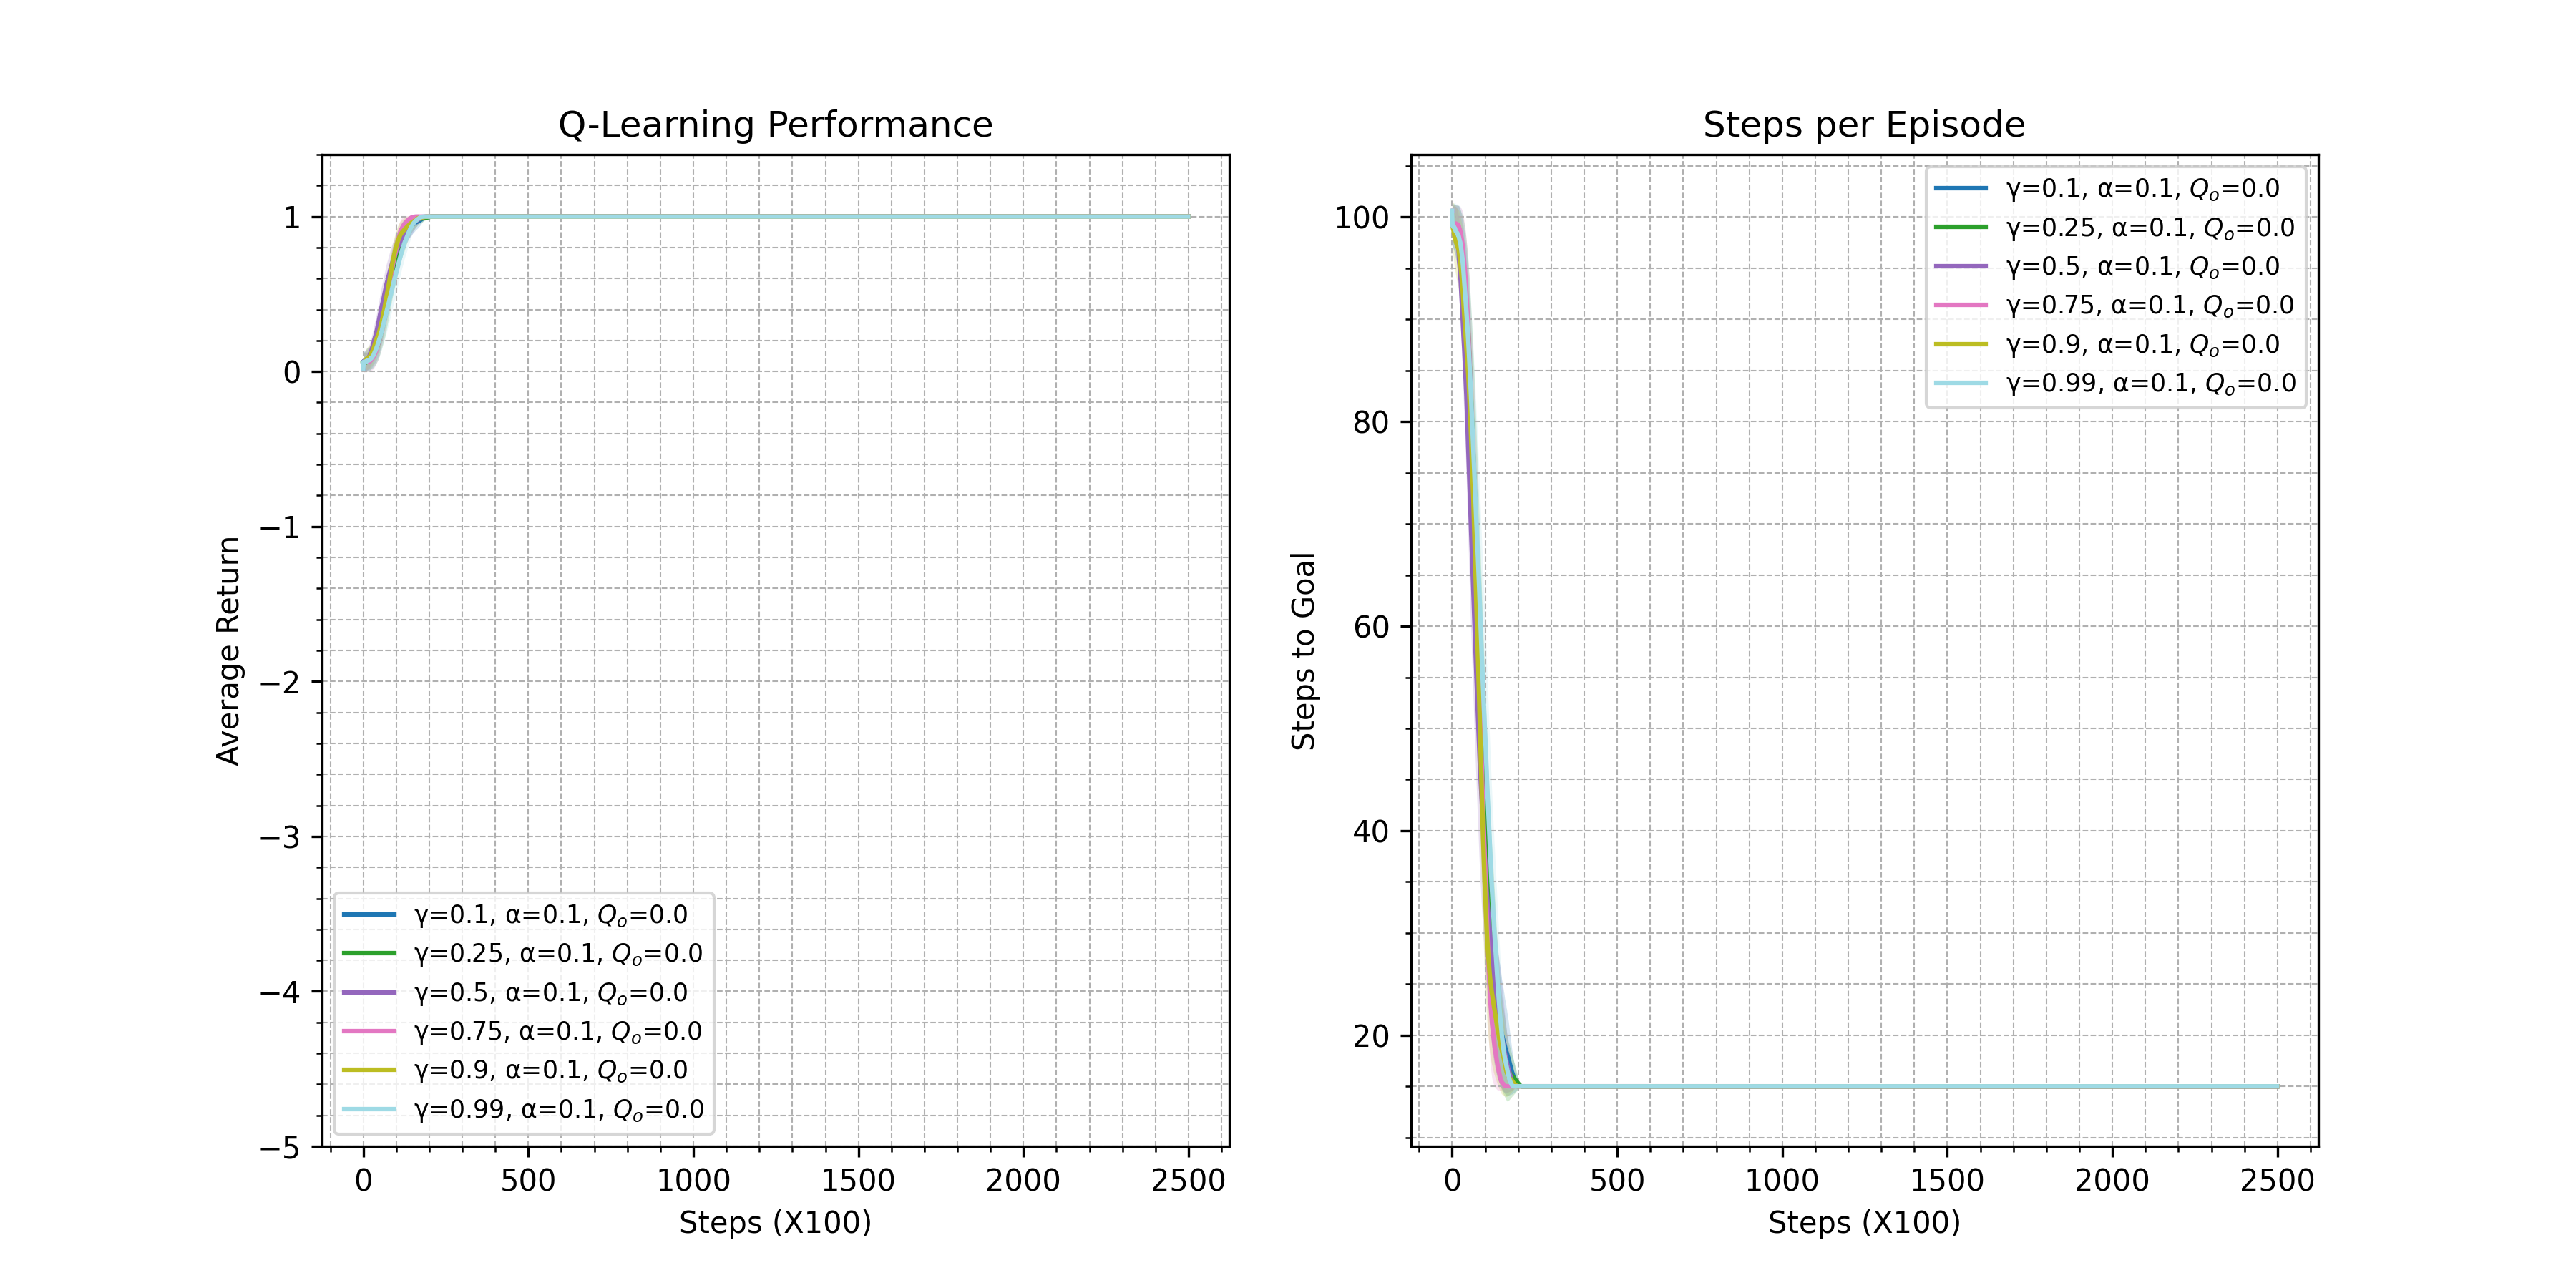 Q-Learning Performance
1
0
−1
−2
−3
−4
−5
Average Return
γ=0.1, α=0.1, Qₒ=0.0
γ=0.25, α=0.1, Qₒ=0.0
γ=0.5, α=0.1, Qₒ=0.0
γ=0.75, α=0.1, Qₒ=0.0
γ=0.9, α=0.1, Qₒ=0.0
γ=0.99, α=0.1, Qₒ=0.0
0 500 1000 1500 2000 2500
Steps (X100)
Steps per Episode
100
80
60
40
20
Steps to Goal
γ=0.1, α=0.1, Qₒ=0.0
γ=0.25, α=0.1, Qₒ=0.0
γ=0.5, α=0.1, Qₒ=0.0
γ=0.75, α=0.1, Qₒ=0.0
γ=0.9, α=0.1, Qₒ=0.0
γ=0.99, α=0.1, Qₒ=0.0
0 500 1000 1500 2000 2500
Steps (X100)